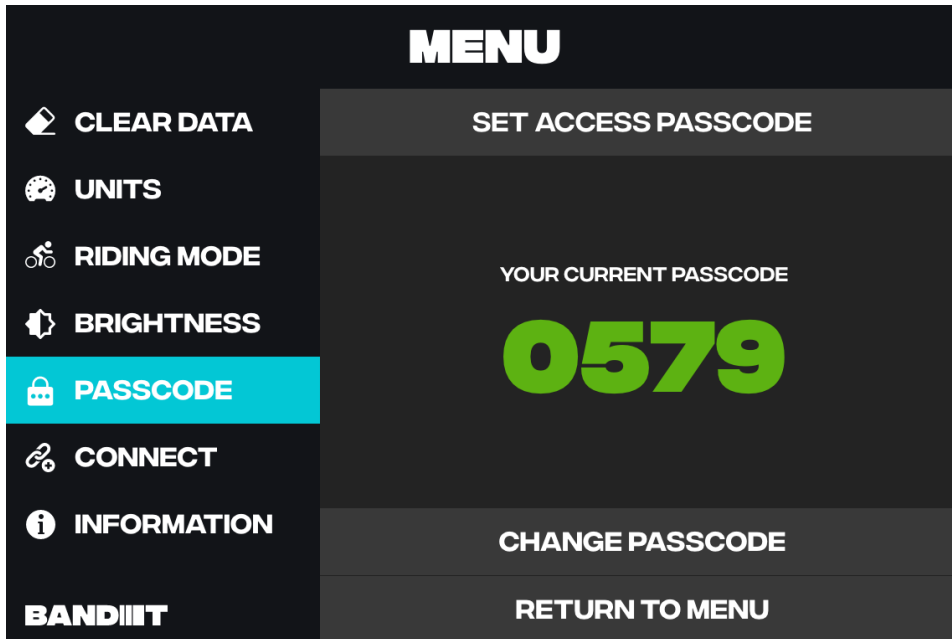 MENU
CLEAR DATA
UNITS
RIDING MODE
BRIGHTNESS
PASSCODE
CONNECT
INFORMATION
BANDIIIT
SET ACCESS PASSCODE
YOUR CURRENT PASSCODE
0579
CHANGE PASSCODE
RETURN TO MENU